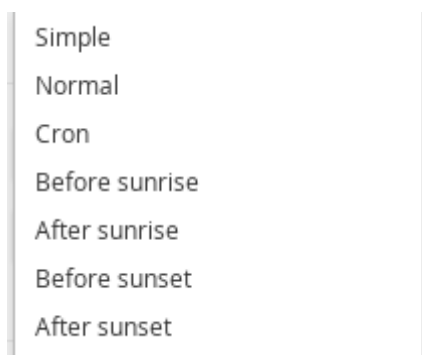 Simple
Normal
Cron
Before sunrise
After sunrise
Before sunset
After sunset